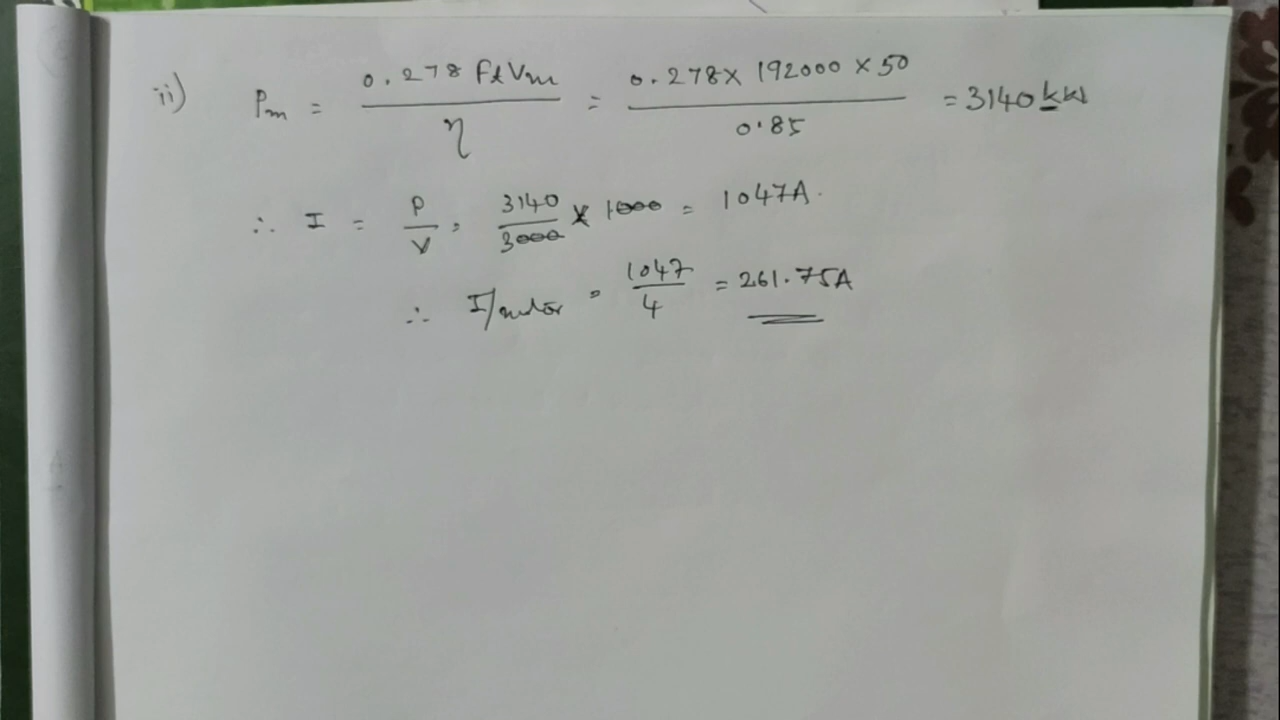 ii) Pm = 0.278 FtVm / η = 0.278 × 192000 × 50 / 0.85 = 3140 kW
∴ I = P / V = 3140 / 3000 × 1000 = 1047A.
∴ I/motor = 1047 / 4 = 261.75A